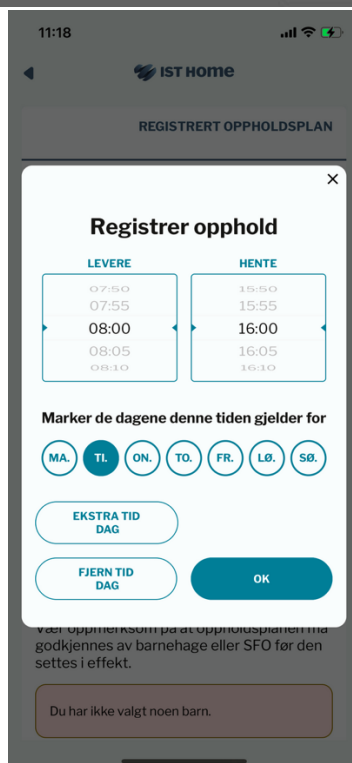 11:18
IST Home
REGISTRERT OPPHOLDSPLAN
Registrer opphold
LEVERE
HENTE
07:50
15:50
07:55
15:55
08:00
16:00
08:05
16:05
08:10
16:10
Marker de dagene denne tiden gjelder for
MA.
TI.
ON.
TO.
FR.
LØ.
SØ.
EKSTRA TID
DAG
FJERN TID
DAG
OK
Vær oppmerksom på at oppholdsplanen må
godkjennes av barnehage eller SFO før den
settes i effekt.
Du har ikke valgt noen barn.